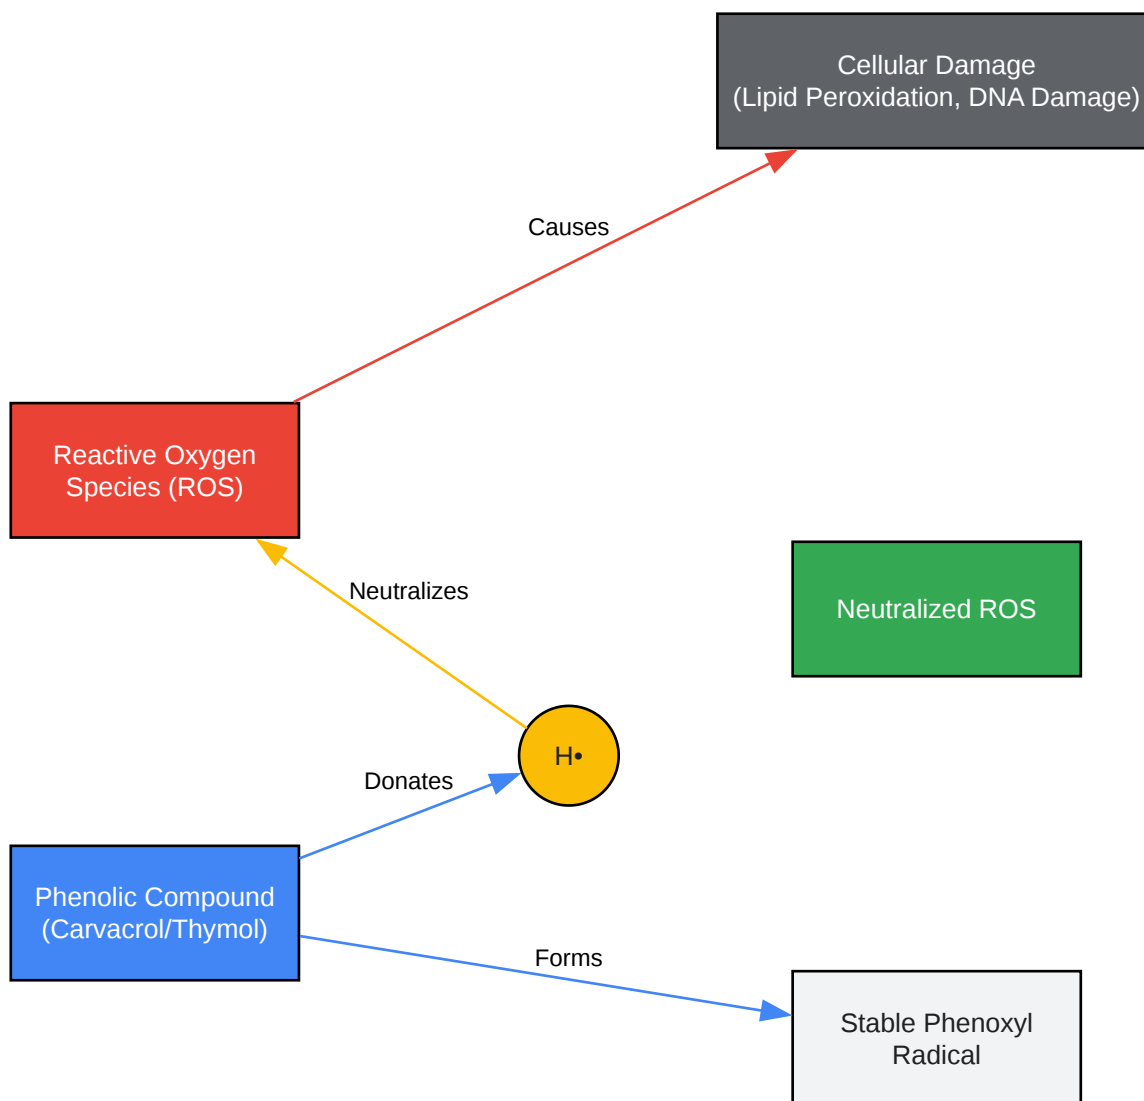 Cellular Damage
(Lipid Peroxidation, DNA Damage)
Causes
Reactive Oxygen
Species (ROS)
Neutralizes
Neutralized ROS
H•
Donates
Phenolic Compound
(Carvacrol/Thymol)
Forms
Stable Phenoxyl
Radical